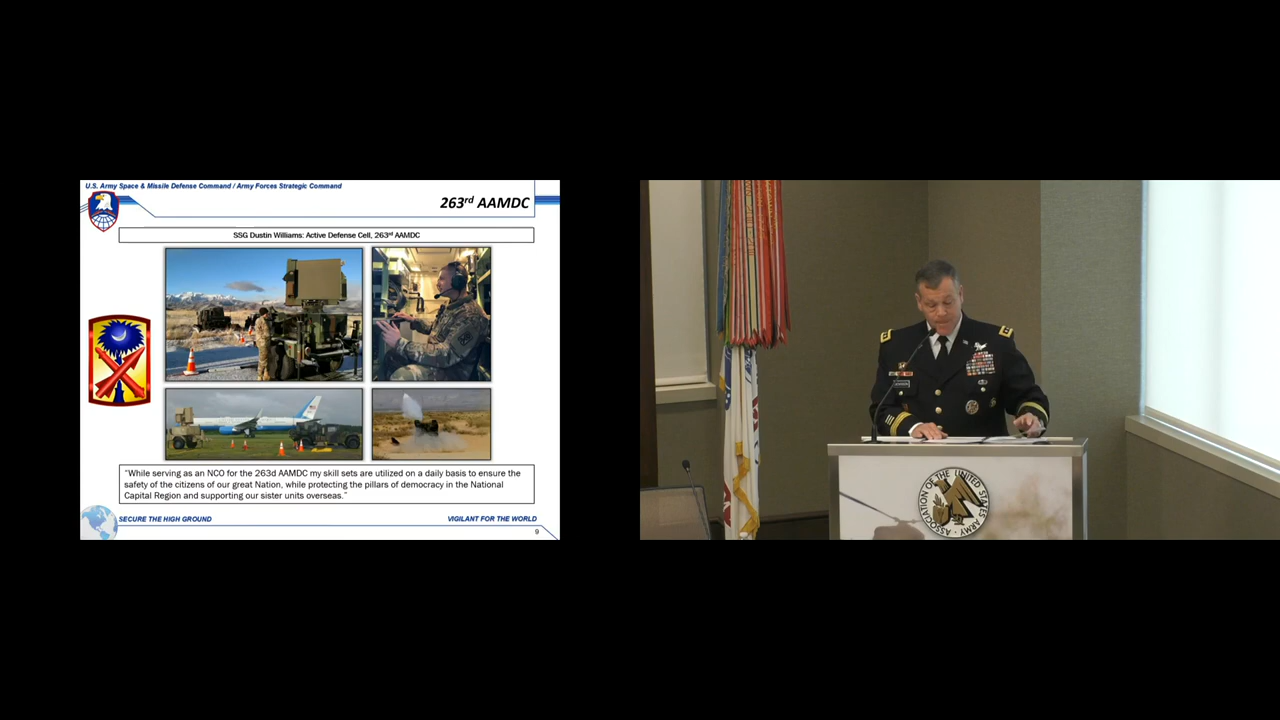 U.S. Army Space & Missile Defense Command / Army Forces Strategic Command
263rd AAMDC
SSG Dustin Williams: Active Defense Cell, 263rd AAMDC
"While serving as an NCO for the 263d AAMDC my skill sets are utilized on a daily basis to ensure the
safety of the citizens of our great Nation, while protecting the pillars of democracy in the National
Capital Region and supporting our sister units overseas."
SECURE THE HIGH GROUND
VIGILANT FOR THE WORLD
9
ASSOCIATION OF THE UNITED STATES ARMY